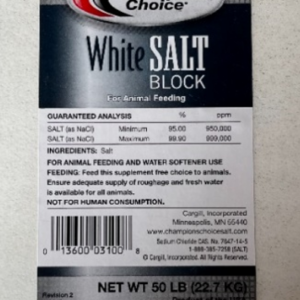 Choice®
White SALT
BLOCK
For Animal Feeding
GUARANTEED ANALYSIS % ppm
SALT (as NaCl) Minimum 95.00 950,000
SALT (as NaCl) Maximum 99.90 999,000
INGREDIENTS: Salt
FOR ANIMAL FEEDING AND WATER SOFTENER USE
FEEDING: Feed this supplement free choice to animals.
Ensure adequate supply of roughage and fresh water
is available for all animals.
NOT FOR HUMAN CONSUMPTION.
Cargill, Incorporated
Minneapolis, MN 55440
www.championschoicesalt.com
Sodium Chloride CAS. No. 7647-14-5
1-888-385-7258 (SALT)
© Cargill, Incorporated. All Rights Reserved.
0 13600 03100 8
Revision 2
NET WT 50 LB (22.7 KG)